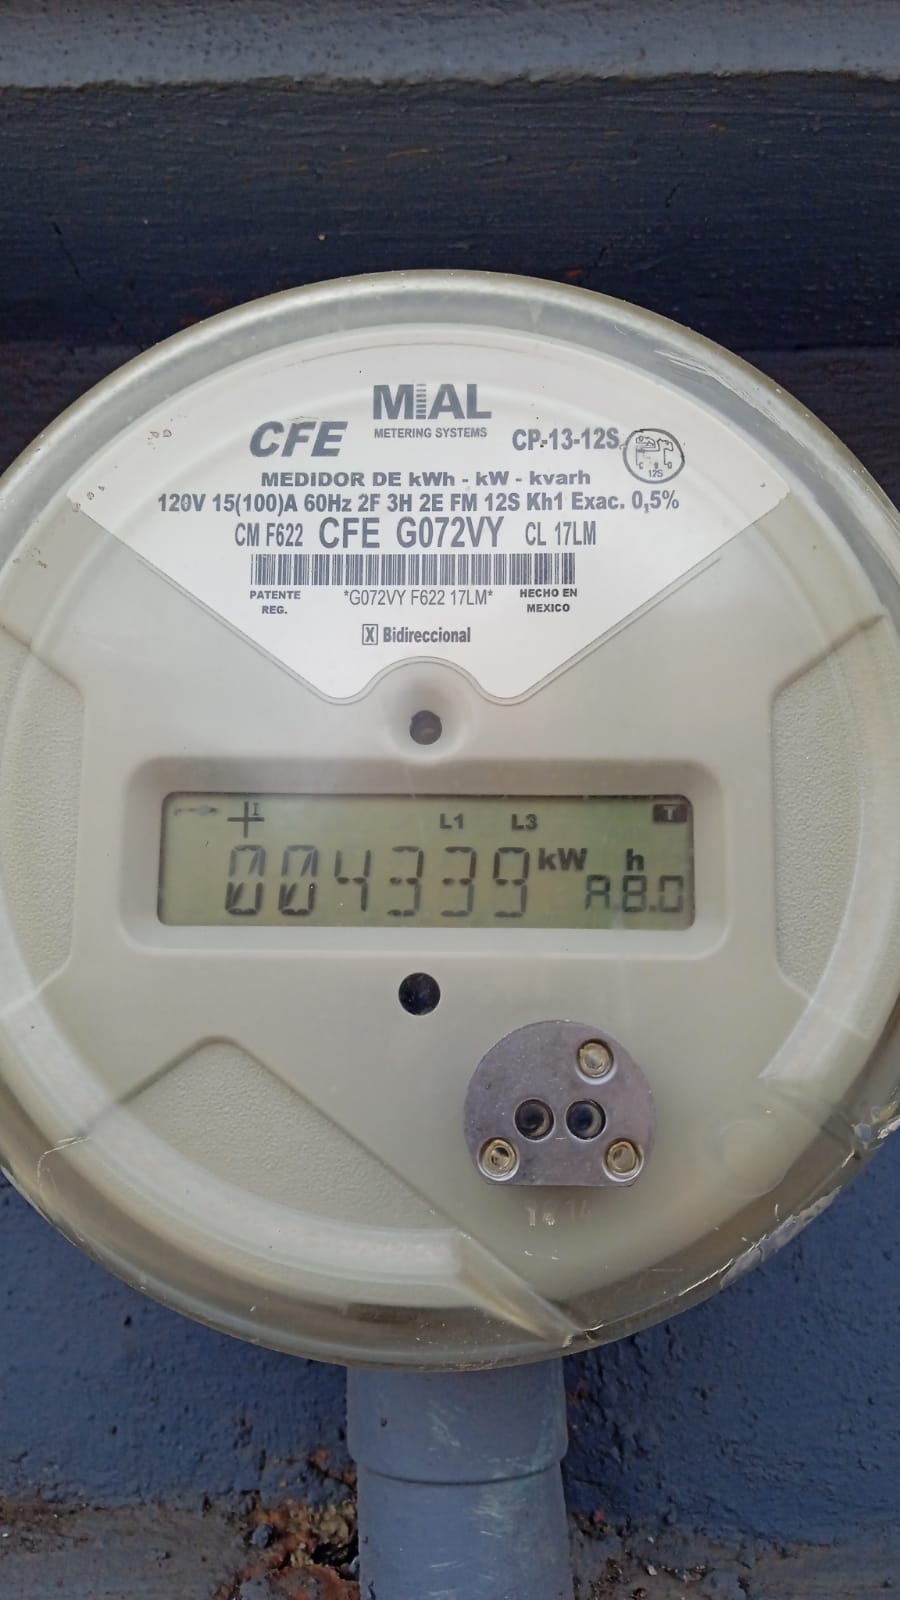 MIAL
METERING SYSTEMS
CFE
CP-13-12S
12S
MEDIDOR DE kWh - kW - kvarh
120V 15(100)A 60Hz 2F 3H 2E FM 12S Kh1 Exac. 0,5%
CM F622 CFE G072VY CL 17LM
PATENTE REG.
*G072VY F622 17LM*
HECHO EN MEXICO
X Bidireccional
I L1 L3 T
004339 kW h A.8.0